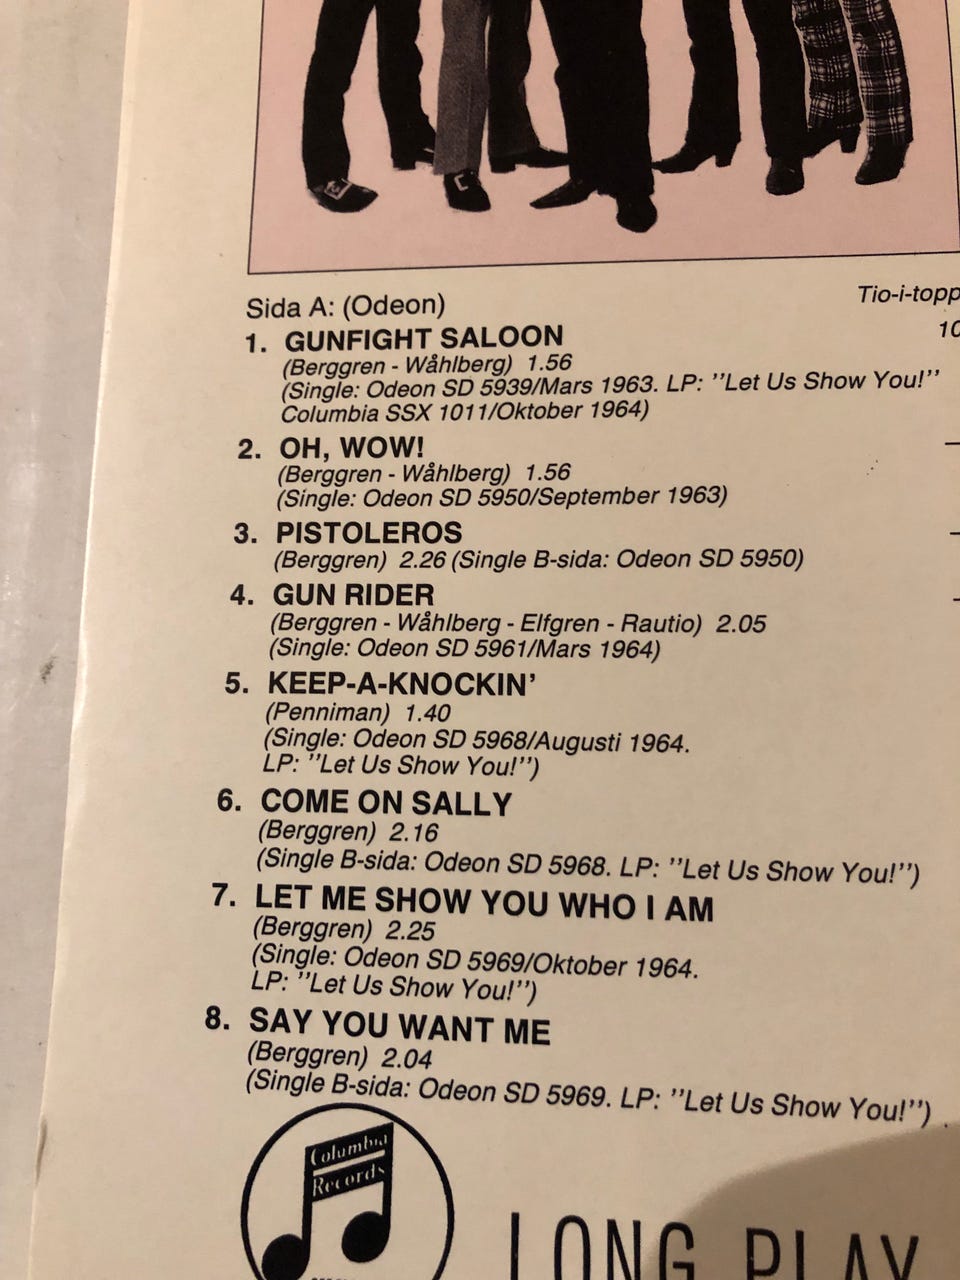 Sida A: (Odeon)
Tio-i-topp
10
1. GUNFIGHT SALOON
(Berggren - Wåhlberg) 1.56
(Single: Odeon SD 5939/Mars 1963. LP: ''Let Us Show You!''
Columbia SSX 1011/Oktober 1964)
2. OH, WOW!
(Berggren - Wåhlberg) 1.56
(Single: Odeon SD 5950/September 1963)
3. PISTOLEROS
(Berggren) 2.26 (Single B-sida: Odeon SD 5950)
4. GUN RIDER
(Berggren - Wåhlberg - Elfgren - Rautio) 2.05
(Single: Odeon SD 5961/Mars 1964)
5. KEEP-A-KNOCKIN'
(Penniman) 1.40
(Single: Odeon SD 5968/Augusti 1964.
LP: ''Let Us Show You!'')
6. COME ON SALLY
(Berggren) 2.16
(Single B-sida: Odeon SD 5968. LP: ''Let Us Show You!'')
7. LET ME SHOW YOU WHO I AM
(Berggren) 2.25
(Single: Odeon SD 5969/Oktober 1964.
LP: ''Let Us Show You!'')
8. SAY YOU WANT ME
(Berggren) 2.04
(Single B-sida: Odeon SD 5969. LP: ''Let Us Show You!'')
Columbia
Records
LONG PLAY